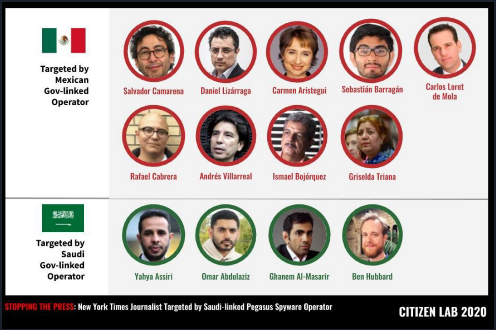 Targeted by
Mexican
Gov-linked
Operator
Salvador Camarena
Daniel Lizárraga
Carmen Aristegui
Sebastián Barragán
Carlos Loret
de Mola
Rafael Cabrera
Andrés Villarreal
Ismael Bojórquez
Griselda Triana
Targeted by
Saudi
Gov-linked
Operator
Yahya Assiri
Omar Abdulaziz
Ghanem Al-Masarir
Ben Hubbard
STOPPING THE PRESS: New York Times Journalist Targeted by Saudi-linked Pegasus Spyware Operator
CITIZEN LAB 2020